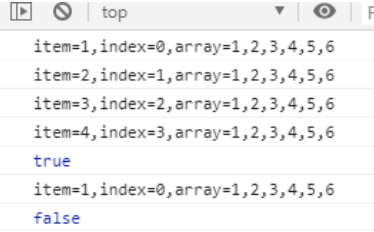 top
item=1,index=0,array=1,2,3,4,5,6
item=2,index=1,array=1,2,3,4,5,6
item=3,index=2,array=1,2,3,4,5,6
item=4,index=3,array=1,2,3,4,5,6
true
item=1,index=0,array=1,2,3,4,5,6
false